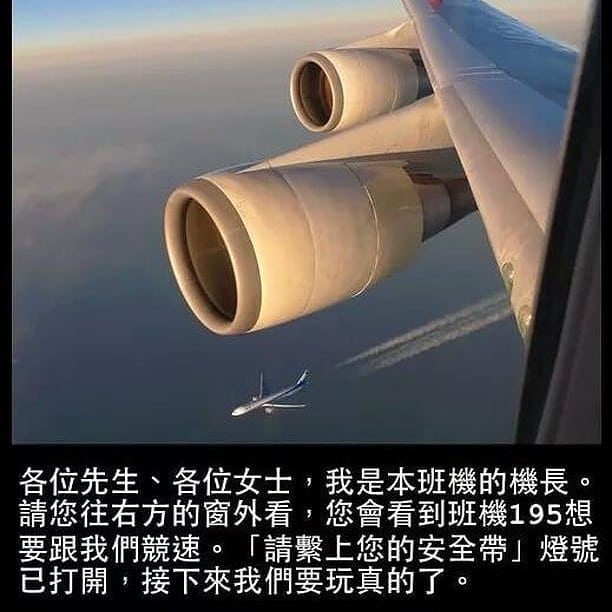 各位先生、各位女士，我是本班機的機長。
請您往右方的窗外看，您會看到班機195想
要跟我們競速。「請繫上您的安全帶」燈號
已打開，接下來我們要玩真的了。